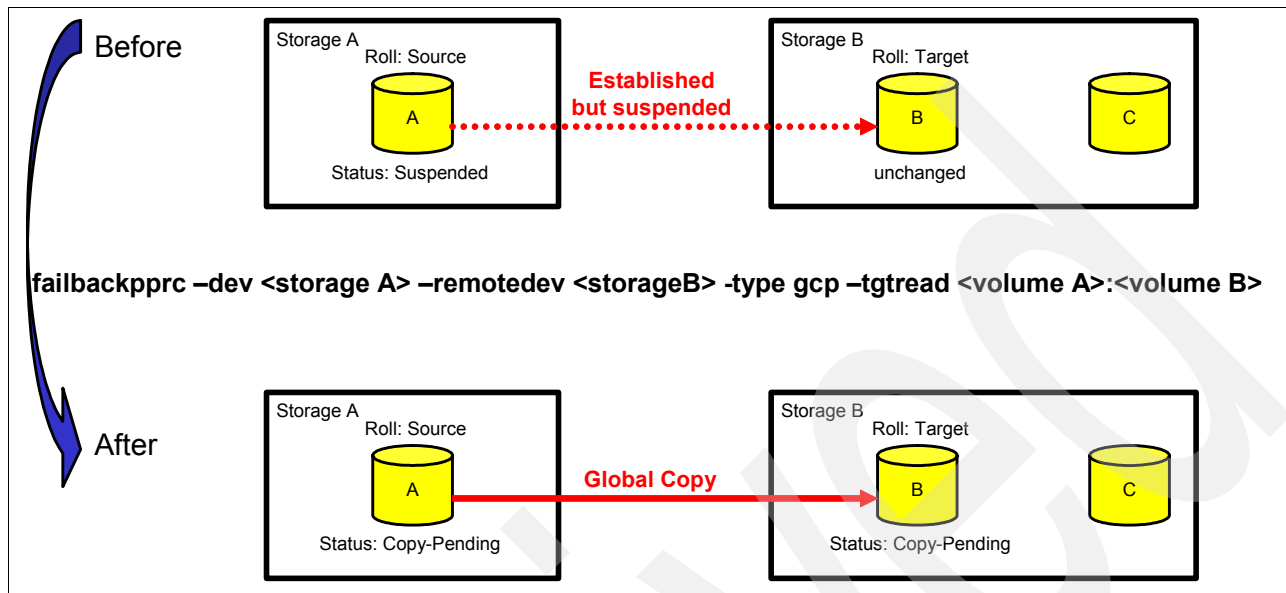 Before
Storage A
Roll: Source
A
Status: Suspended
Established
but suspended
Storage B
Roll: Target
B
unchanged
C
failbackpprc –dev <storage A> –remotedev <storageB> -type gcp –tgtread <volume A>:<volume B>
After
Storage A
Roll: Source
A
Status: Copy-Pending
Global Copy
Storage B
Roll: Target
B
Status: Copy-Pending
C